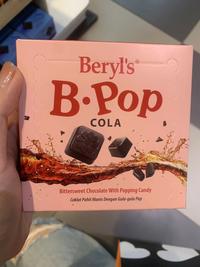 Beryl's®
B·Pop
COLA
Bittersweet Chocolate With Popping Candy
Coklat Pahit Manis Dengan Gula-gula Pop